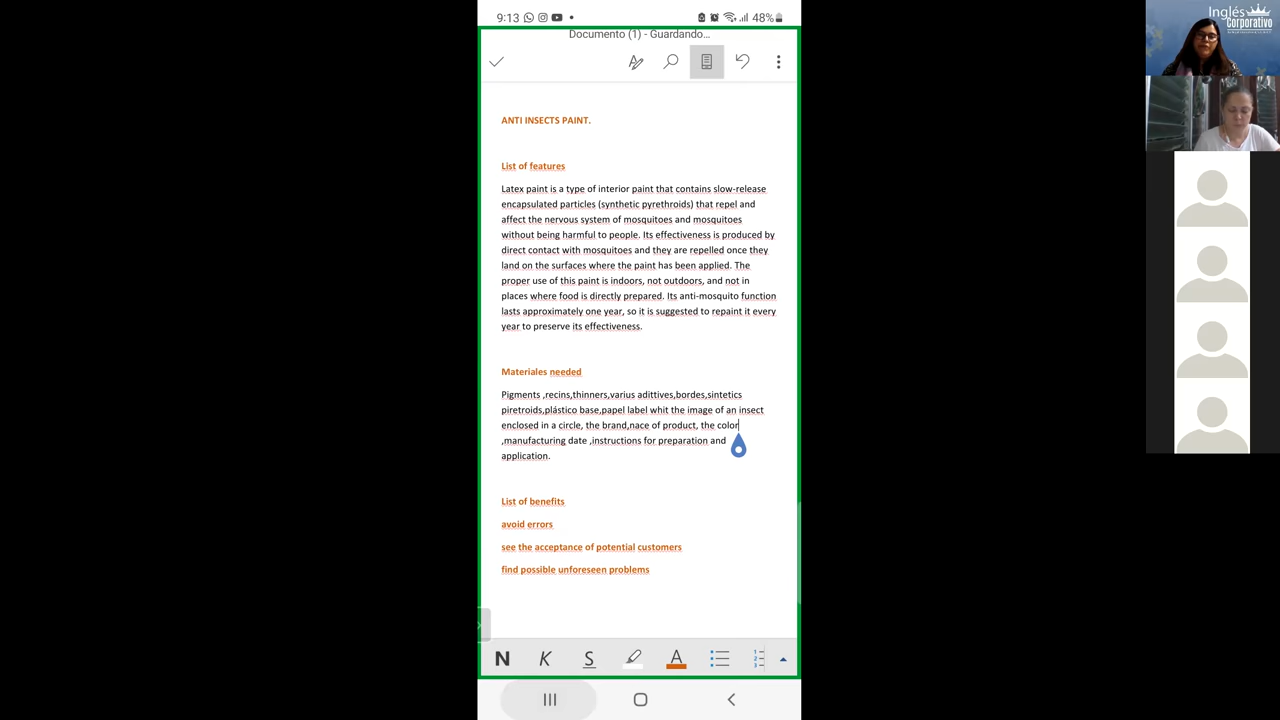 9:13
48%
Inglés
Corporativo
Documento (1) - Guardando...
ANTI INSECTS PAINT.
List of features
Latex paint is a type of interior paint that contains slow-release
encapsulated particles (synthetic pyrethroids) that repel and
affect the nervous system of mosquitoes and mosquitoes
without being harmful to people. Its effectiveness is produced by
direct contact with mosquitoes and they are repelled once they
land on the surfaces where the paint has been applied. The
proper use of this paint is indoors, not outdoors, and not in
places where food is directly prepared. Its anti-mosquito function
lasts approximately one year, so it is suggested to repaint it every
year to preserve its effectiveness.
Materiales needed
Pigments ,recins,thinners,varius adittives,bordes,sintetics
piretroids,plástico base,papel label whit the image of an insect
enclosed in a circle, the brand,nace of product, the color
,manufacturing date ,instructions for preparation and
application.
List of benefits
avoid errors
see the acceptance of potential customers
find possible unforeseen problems
N K S A